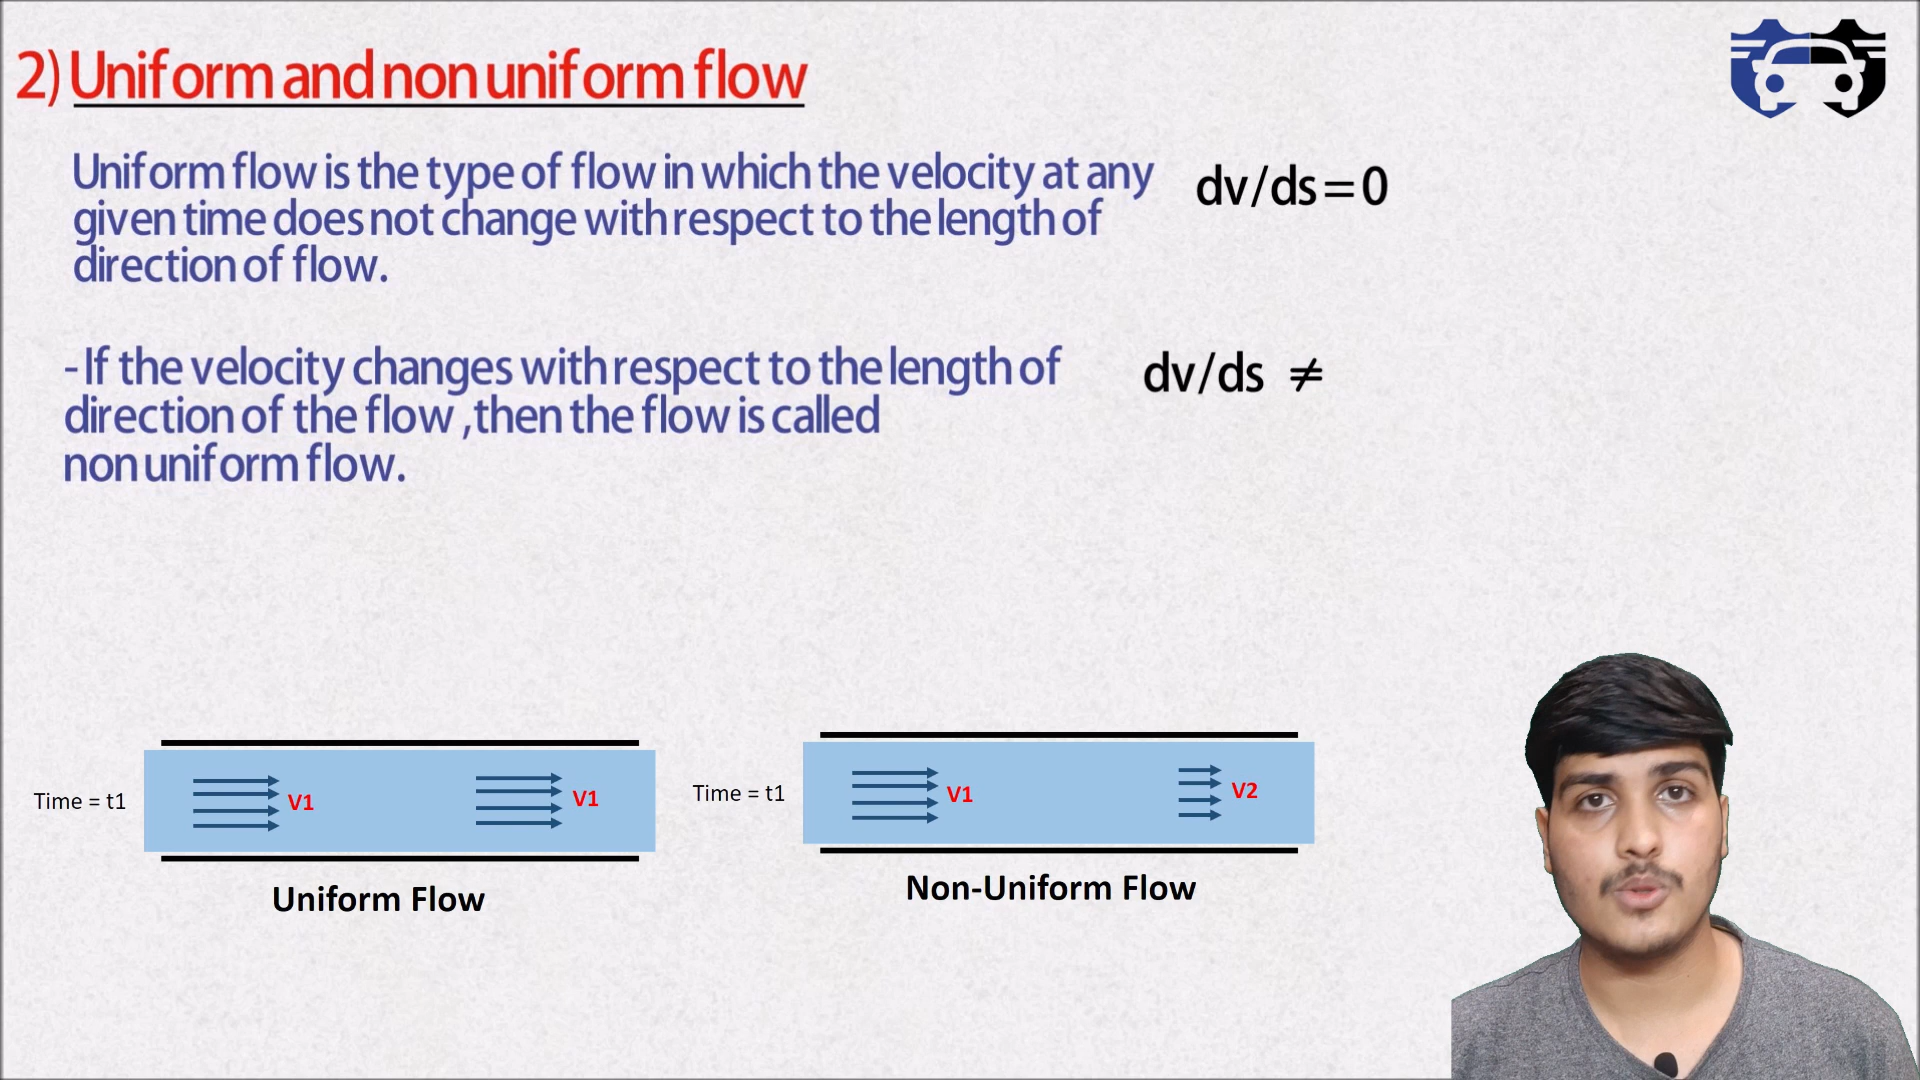 2) Uniform and non uniform flow
Uniform flow is the type of flow in which the velocity at any
given time does not change with respect to the length of
direction of flow.
dv/ds=0
-If the velocity changes with respect to the length of
direction of the flow ,then the flow is called
non uniform flow.
dv/ds ≠
Time = t1
V1
V1
Uniform Flow
Time = t1
V1
V2
Non-Uniform Flow